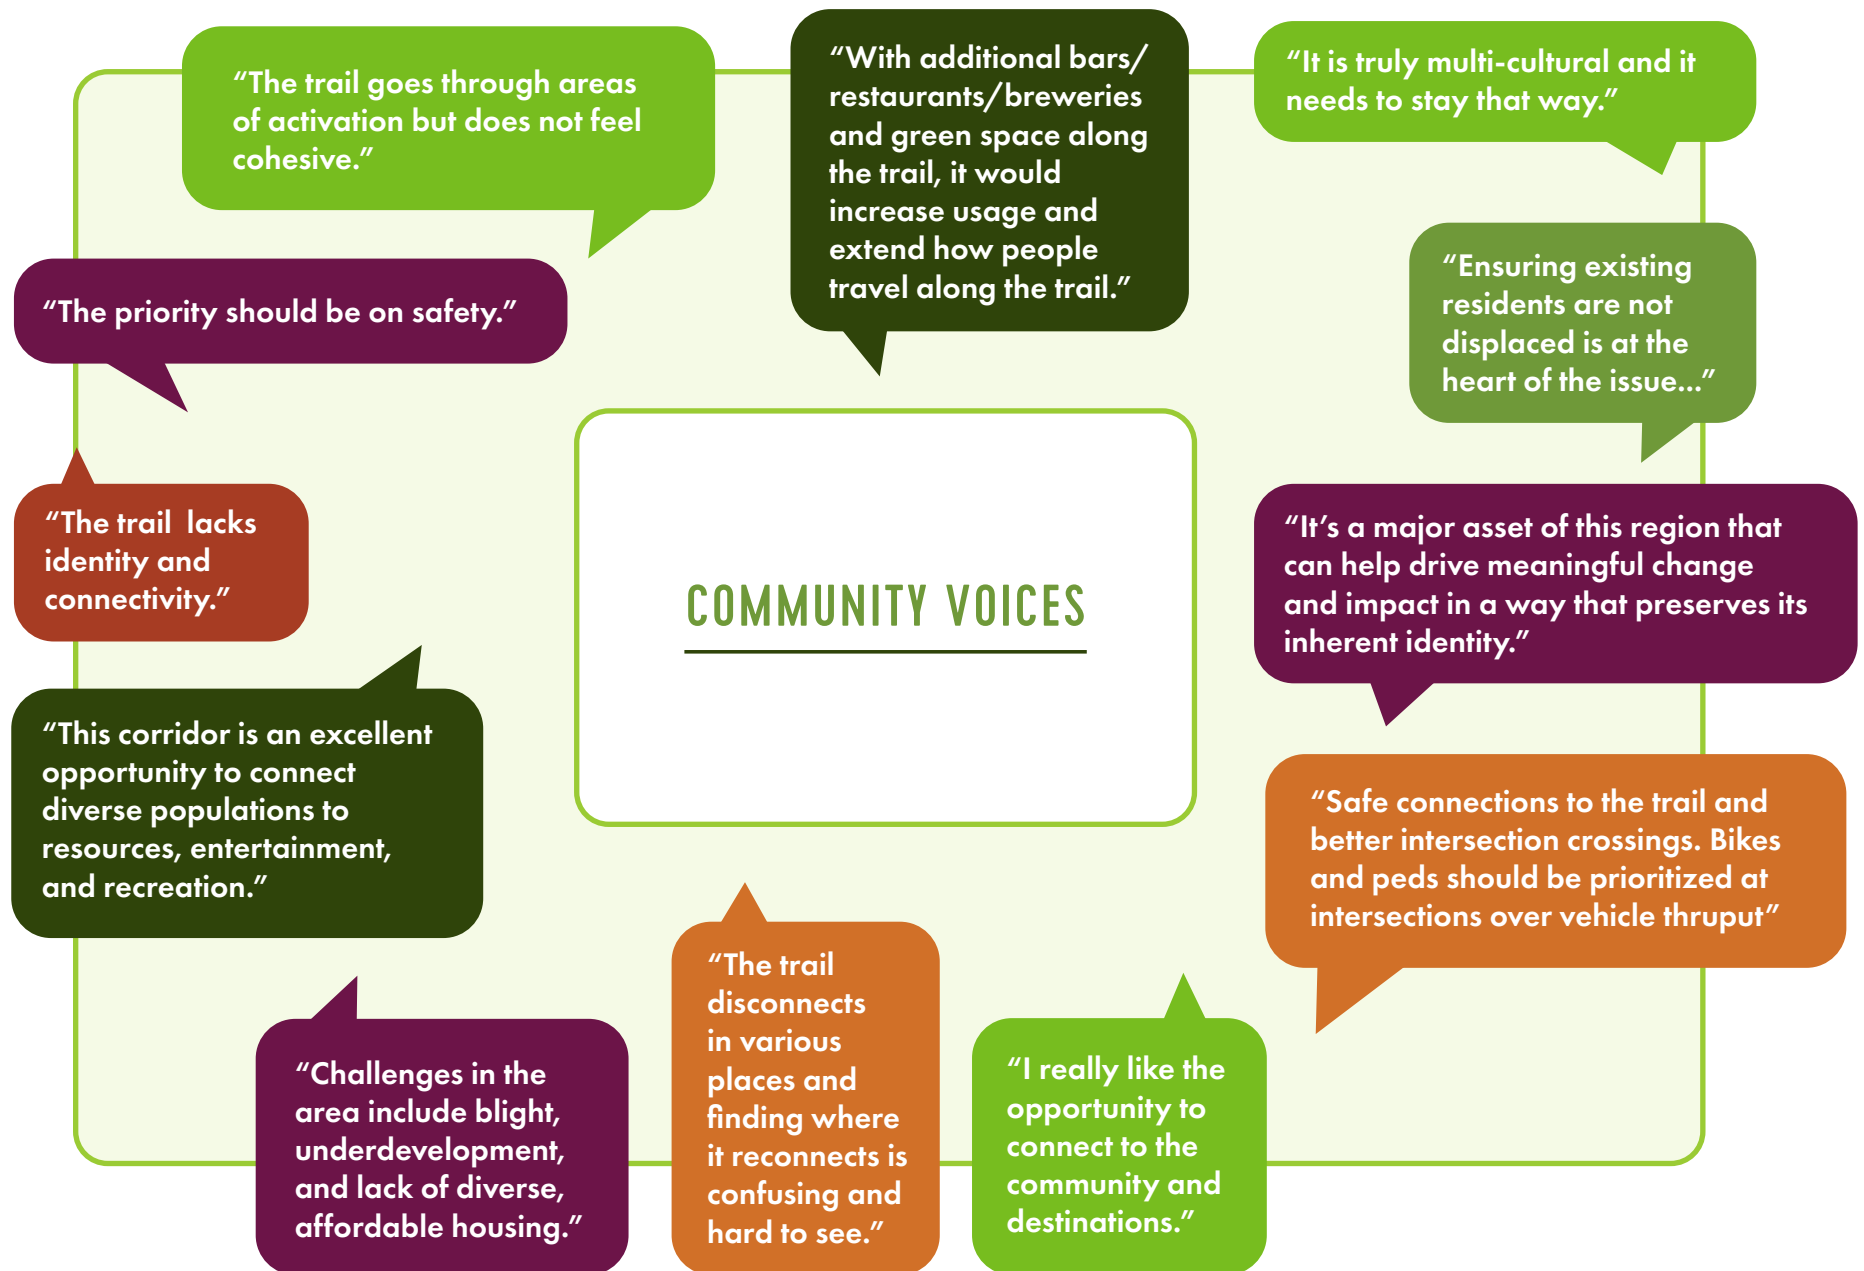 “The trail goes through areas
of activation but does not feel
cohesive.”
“With additional bars/
restaurants/breweries
and green space along
the trail, it would
increase usage and
extend how people
travel along the trail.”
“It is truly multi-cultural and it
needs to stay that way.”
“The priority should be on safety.”
“Ensuring existing
residents are not
displaced is at the
heart of the issue...”
“The trail  lacks
identity and
connectivity.”
COMMUNITY VOICES
“It’s a major asset of this region that
can help drive meaningful change
and impact in a way that preserves its
inherent identity.”
“This corridor is an excellent
opportunity to connect
diverse populations to
resources, entertainment,
and recreation.”
“Safe connections to the trail and
better intersection crossings. Bikes
and peds should be prioritized at
intersections over vehicle thruput”
“Challenges in the
area include blight,
underdevelopment,
and lack of diverse,
affordable housing.”
“The trail
disconnects
in various
places and
finding where
it reconnects is
confusing and
hard to see.”
“I really like the
opportunity to
connect to the
community and
destinations.”